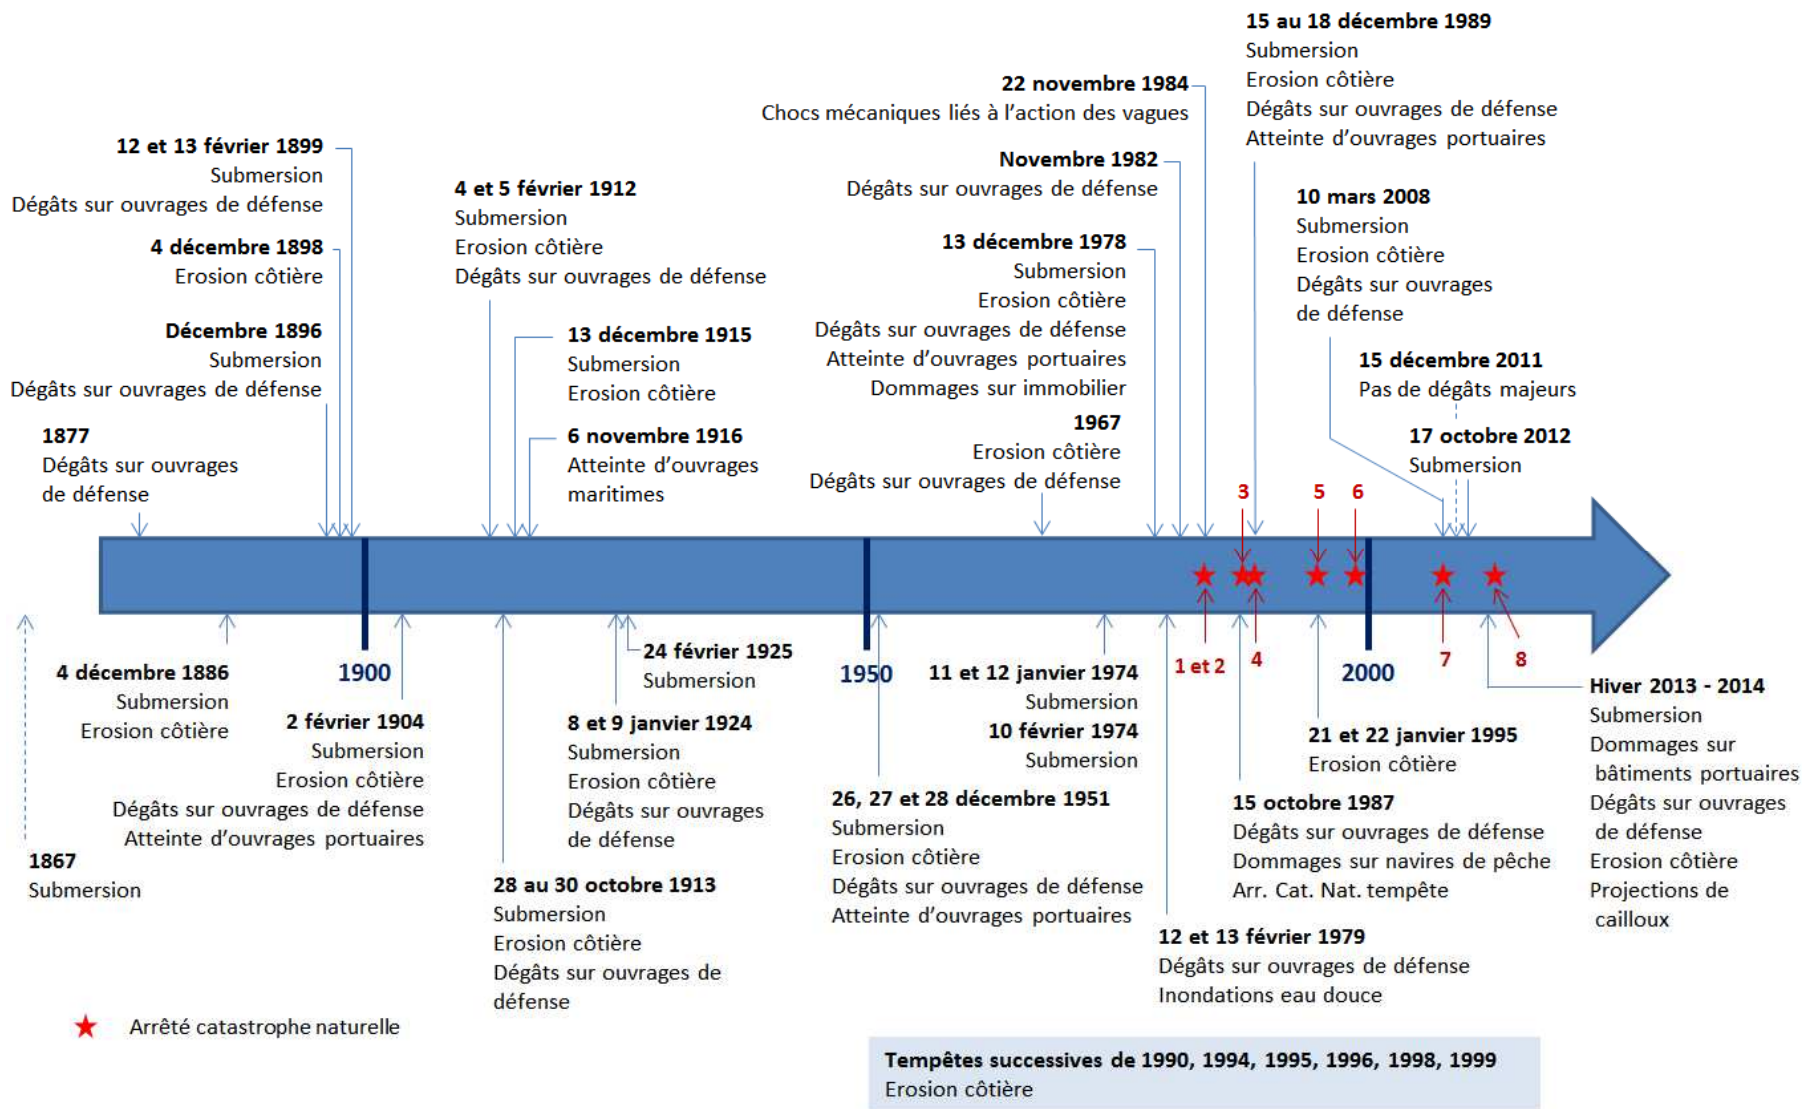 15 au 18 décembre 1989
Submersion
Erosion côtière
Dégâts sur ouvrages de défense
Atteinte d’ouvrages portuaires
22 novembre 1984
Chocs mécaniques liés à l’action des vagues
12 et 13 février 1899
Submersion
Dégâts sur ouvrages de défense
4 et 5 février 1912
Submersion
Erosion côtière
Dégâts sur ouvrages de défense
Novembre 1982
Dégâts sur ouvrages de défense
10 mars 2008
Submersion
Erosion côtière
Dégâts sur ouvrages
de défense
4 décembre 1898
Erosion côtière
13 décembre 1978
Submersion
Erosion côtière
Dégâts sur ouvrages de défense
Atteinte d’ouvrages portuaires
Dommages sur immobilier
Décembre 1896
Submersion
Dégâts sur ouvrages de défense
13 décembre 1915
Submersion
Erosion côtière
15 décembre 2011
Pas de dégâts majeurs
1877
Dégâts sur ouvrages
de défense
6 novembre 1916
Atteinte d’ouvrages
maritimes
1967
Erosion côtière
Dégâts sur ouvrages de défense
17 octobre 2012
Submersion
3
5
6
1900
1950
2000
1 et 2
4
7
8
4 décembre 1886
Submersion
Erosion côtière
2 février 1904
Submersion
Erosion côtière
Dégâts sur ouvrages de défense
Atteinte d’ouvrages portuaires
24 février 1925
Submersion
8 et 9 janvier 1924
Submersion
Erosion côtière
Dégâts sur ouvrages
de défense
11 et 12 janvier 1974
Submersion
10 février 1974
Submersion
21 et 22 janvier 1995
Erosion côtière
Hiver 2013 - 2014
Submersion
Dommages sur
bâtiments portuaires
Dégâts sur ouvrages
de défense
Erosion côtière
Projections de
cailloux
1867
Submersion
28 au 30 octobre 1913
Submersion
Erosion côtière
Dégâts sur ouvrages de
défense
26, 27 et 28 décembre 1951
Submersion
Erosion côtière
Dégâts sur ouvrages de défense
Atteinte d’ouvrages portuaires
15 octobre 1987
Dégâts sur ouvrages de défense
Dommages sur navires de pêche
Arr. Cat. Nat. tempête
12 et 13 février 1979
Dégâts sur ouvrages de défense
Inondations eau douce
Arrêté catastrophe naturelle
Tempêtes successives de 1990, 1994, 1995, 1996, 1998, 1999
Erosion côtière